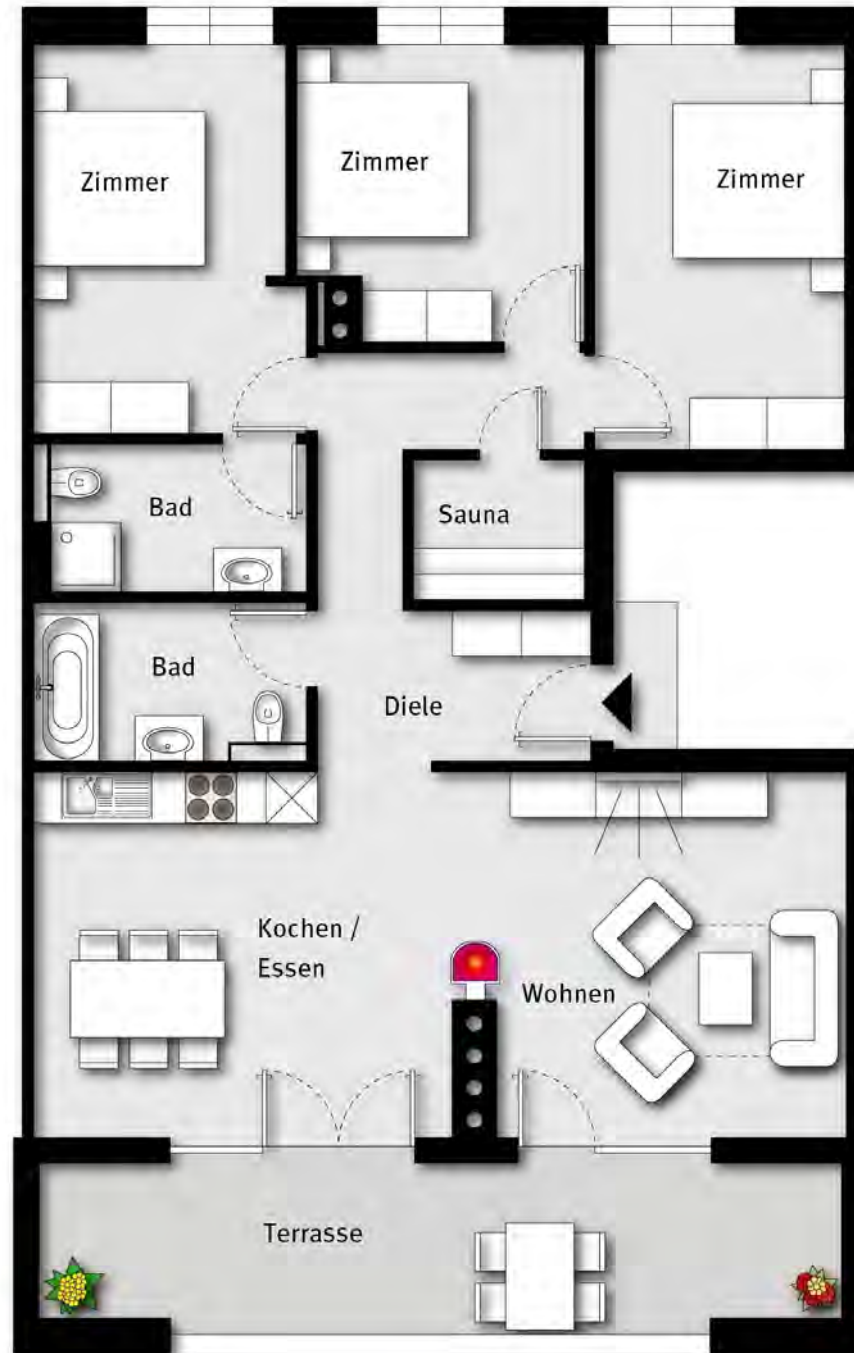 Zimmer
Zimmer
Zimmer
Bad
Sauna
Bad
Diele
Kochen /
Essen
Wohnen
Terrasse